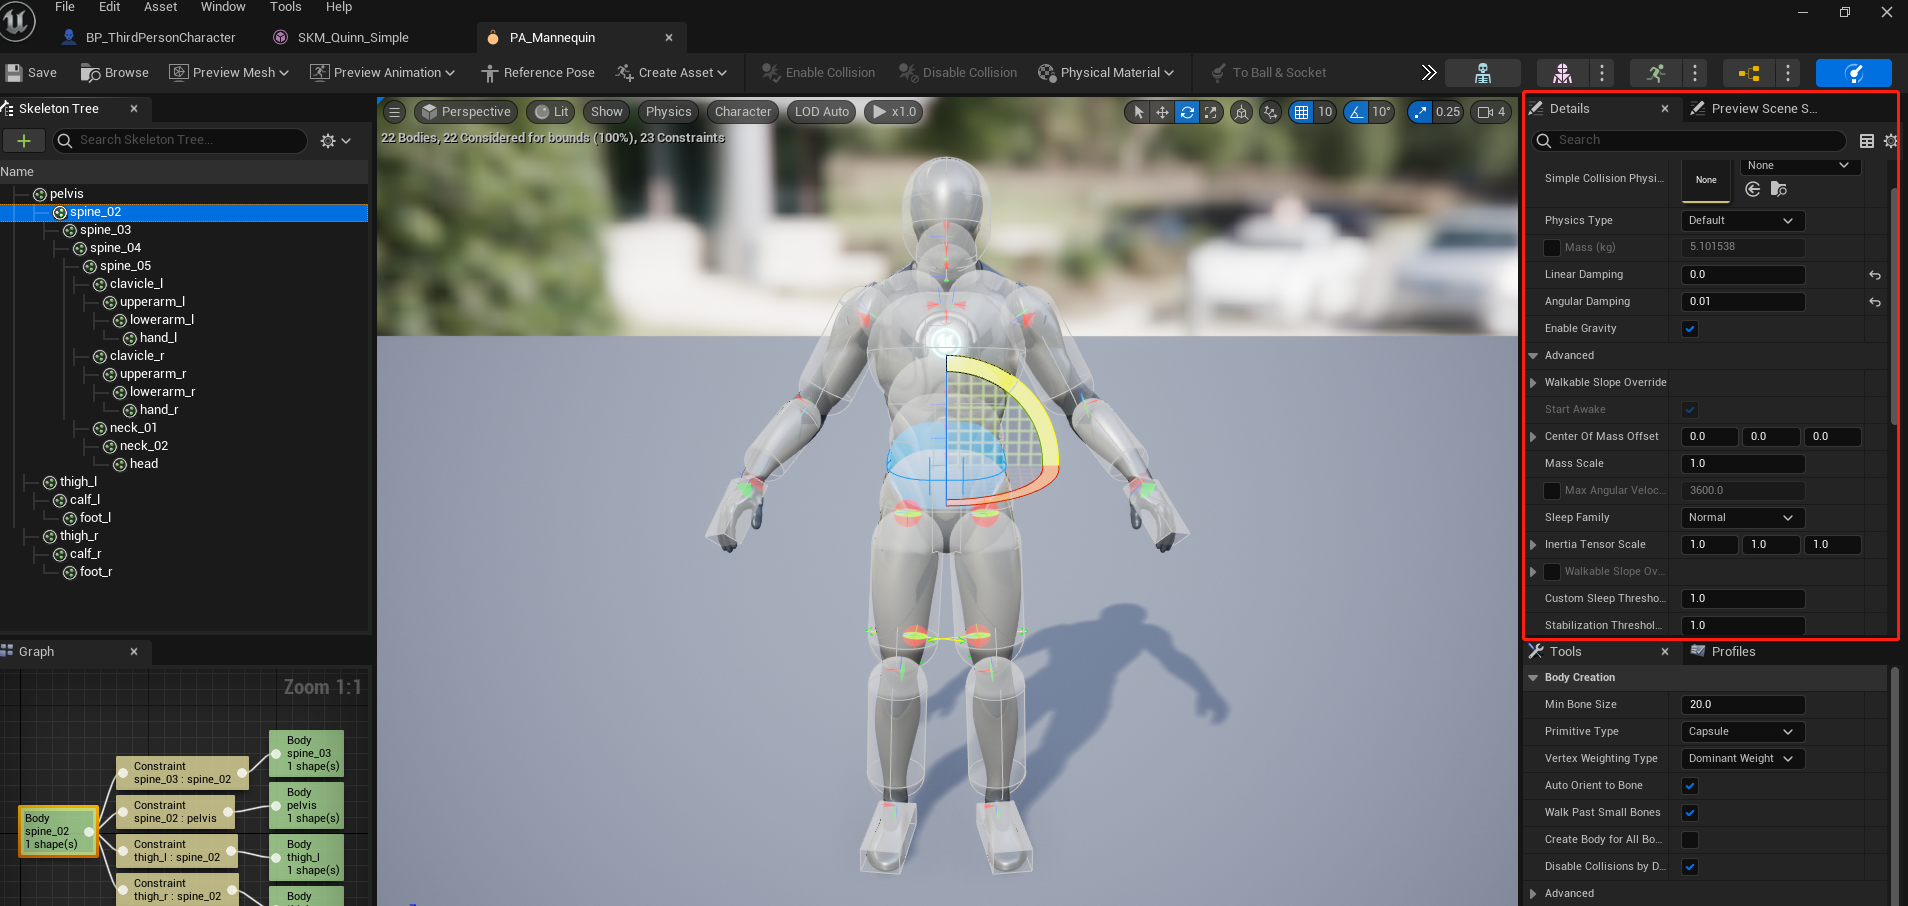 File Edit Asset Window Tools Help
BP_ThirdPersonCharacter
SKM_Quinn_Simple
PA_Mannequin
Save
Browse
Preview Mesh
Preview Animation
Reference Pose
Create Asset
Enable Collision
Disable Collision
Physical Material
To Ball & Socket
Skeleton Tree
Search Skeleton Tree...
Name
pelvis
spine_02
spine_03
spine_04
spine_05
clavicle_l
upperarm_l
lowerarm_l
hand_l
clavicle_r
upperarm_r
lowerarm_r
hand_r
neck_01
neck_02
head
thigh_l
calf_l
foot_l
thigh_r
calf_r
foot_r
Graph
Zoom 1:1
Body
spine_02
1 shape(s)
Constraint
spine_03 : spine_02
Constraint
spine_02 : pelvis
Constraint
thigh_l : spine_02
Constraint
thigh_r : spine_02
Body
spine_03
1 shape(s)
Body
pelvis
1 shape(s)
Body
thigh_l
1 shape(s)
Body
Perspective
Lit
Show
Physics
Character
LOD Auto
x1.0
10
10°
0.25
4
22 Bodies, 22 Considered for bounds (100%), 23 Constraints
Details
Preview Scene S...
Search
Simple Collision Physi...
None
None
Physics Type
Default
Mass (kg)
5.101538
Linear Damping
0.0
Angular Damping
0.01
Enable Gravity
Advanced
Walkable Slope Override
Start Awake
Center Of Mass Offset
0.0 0.0 0.0
Mass Scale
1.0
Max Angular Veloc...
3600.0
Sleep Family
Normal
Inertia Tensor Scale
1.0 1.0 1.0
Walkable Slope Ov...
Custom Sleep Thresho...
1.0
Stabilization Threshol...
1.0
Tools
Profiles
Body Creation
Min Bone Size
20.0
Primitive Type
Capsule
Vertex Weighting Type
Dominant Weight
Auto Orient to Bone
Walk Past Small Bones
Create Body for All Bo...
Disable Collisions by D...
Advanced